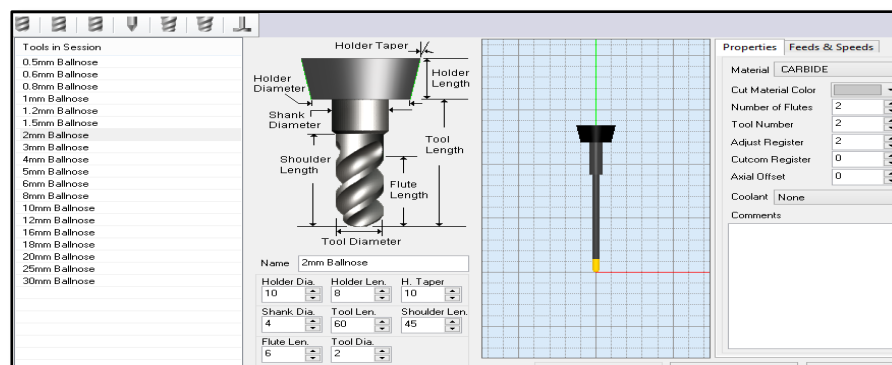 Tools in Session
0.5mm Ballnose
0.6mm Ballnose
0.8mm Ballnose
1mm Ballnose
1.2mm Ballnose
1.5mm Ballnose
2mm Ballnose
3mm Ballnose
4mm Ballnose
5mm Ballnose
6mm Ballnose
8mm Ballnose
10mm Ballnose
12mm Ballnose
16mm Ballnose
18mm Ballnose
20mm Ballnose
25mm Ballnose
30mm Ballnose
Holder Taper
Holder Diameter
Holder Length
Shank Diameter
Tool Length
Shoulder Length
Flute Length
Tool Diameter
Name 2mm Ballnose
Holder Dia. Holder Len. H. Taper
10 8 10
Shank Dia. Tool Len. Shoulder Len.
4 60 45
Flute Len. Tool Dia.
6 2
Properties Feeds & Speeds
Material CARBIDE
Cut Material Color
Number of Flutes 2
Tool Number 2
Adjust Register 2
Cutcom Register 0
Axial Offset 0
Coolant None
Comments